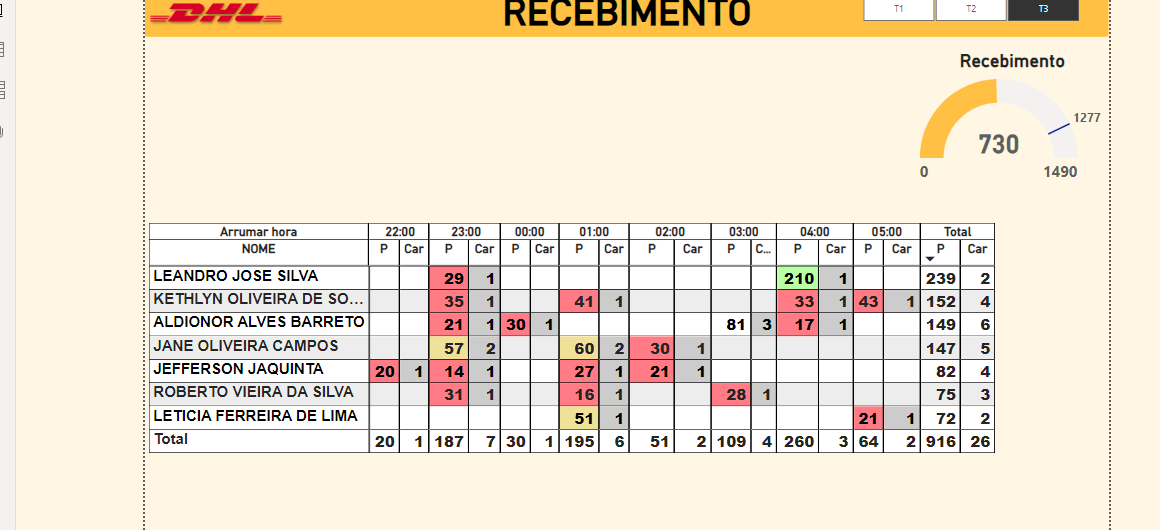 DHL
RECEBIMENTO
T1 T2 T3
Recebimento
1277
730
0 1490
Arrumar hora 22:00 23:00 00:00 01:00 02:00 03:00 04:00 05:00 Total
NOME P Car P Car P Car P Car P Car P C... P Car P Car P Car
LEANDRO JOSE SILVA 29 1 210 1 239 2
KETHLYN OLIVEIRA DE SO... 35 1 41 1 33 1 43 1 152 4
ALDIONOR ALVES BARRETO 21 1 30 1 81 3 17 1 149 6
JANE OLIVEIRA CAMPOS 57 2 60 2 30 1 147 5
JEFFERSON JAQUINTA 20 1 14 1 27 1 21 1 82 4
ROBERTO VIEIRA DA SILVA 31 1 16 1 28 1 75 3
LETICIA FERREIRA DE LIMA 51 1 21 1 72 2
Total 20 1 187 7 30 1 195 6 51 2 109 4 260 3 64 2 916 26